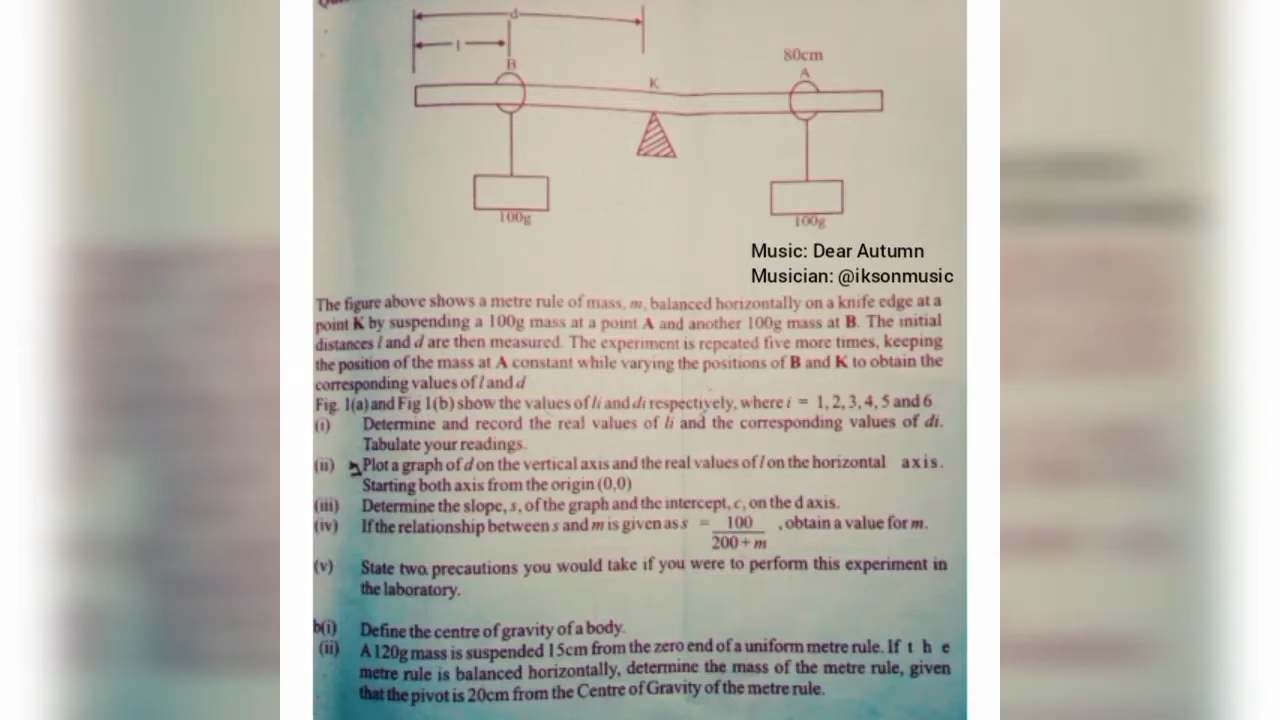 d
l
B
K
80cm
A
100g
100g
Music: Dear Autumn
Musician: @iksonmusic
The figure above shows a metre rule of mass, m, balanced horizontally on a knife edge at a
point K by suspending a 100g mass at a point A and another 100g mass at B. The initial
distances l and d are then measured. The experiment is repeated five more times, keeping
the position of the mass at A constant while varying the positions of B and K to obtain the
corresponding values of l and d
Fig. 1(a) and Fig 1(b) show the values of li and di respectively, where i = 1, 2, 3, 4, 5 and 6
(i) Determine and record the real values of li and the corresponding values of di.
Tabulate your readings.
(ii) Plot a graph of d on the vertical axis and the real values of l on the horizontal axis.
Starting both axis from the origin (0,0)
(iii) Determine the slope, s, of the graph and the intercept, c, on the d axis.
(iv) If the relationship between s and m is given as s = 100 / 200 + m , obtain a value for m.
(v) State two precautions you would take if you were to perform this experiment in
the laboratory.
b(i) Define the centre of gravity of a body.
(ii) A 120g mass is suspended 15cm from the zero end of a uniform metre rule. If t h e
metre rule is balanced horizontally, determine the mass of the metre rule, given
that the pivot is 20cm from the Centre of Gravity of the metre rule.